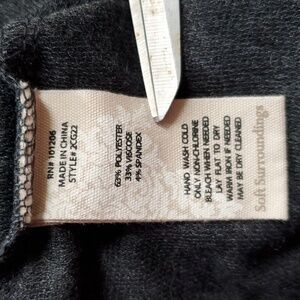 RN# 101206
MADE IN CHINA
STYLE# 2CG22
63% POLYESTER
33% VISCOSE
4% SPANDEX
HAND WASH COLD
ONLY NON-CHLORINE
BLEACH WHEN NEEDED
LAY FLAT TO DRY
WARM IRON IF NEEDED
MAY BE DRY CLEANED
Soft Surroundings